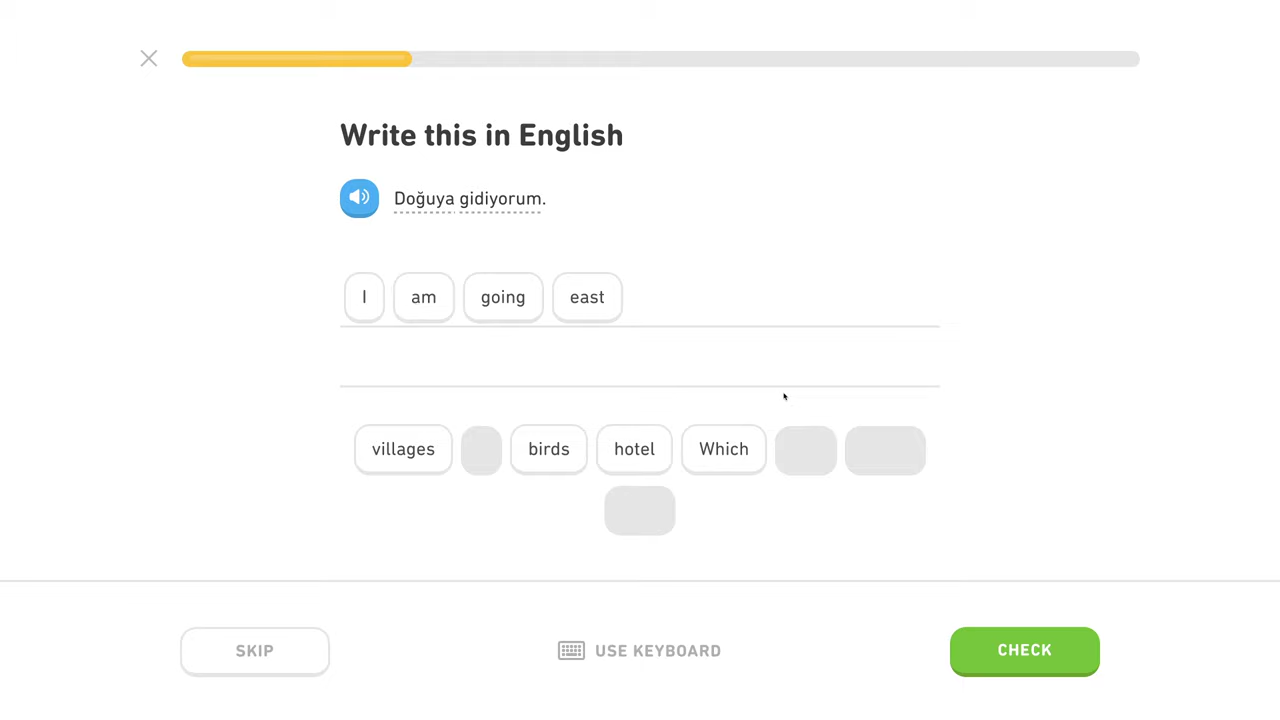 Write this in English
Doğuya gidiyorum.
I am going east
villages birds hotel Which
SKIP USE KEYBOARD CHECK